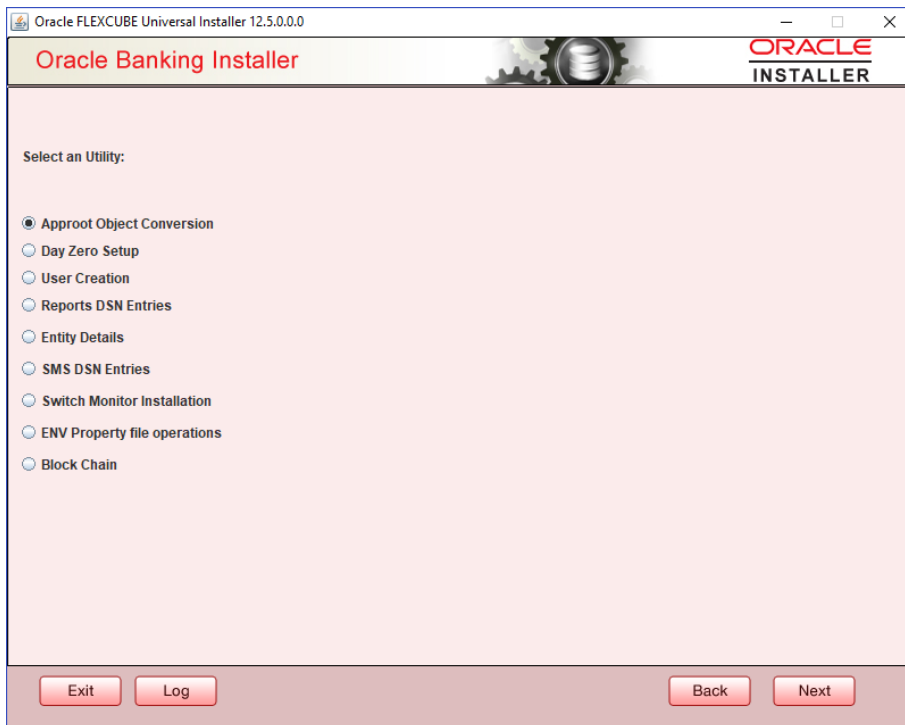 Oracle FLEXCUBE Universal Installer 12.5.0.0.0
Oracle Banking Installer
ORACLE
INSTALLER
Select an Utility:
Approot Object Conversion
Day Zero Setup
User Creation
Reports DSN Entries
Entity Details
SMS DSN Entries
Switch Monitor Installation
ENV Property file operations
Block Chain
Exit Log Back Next